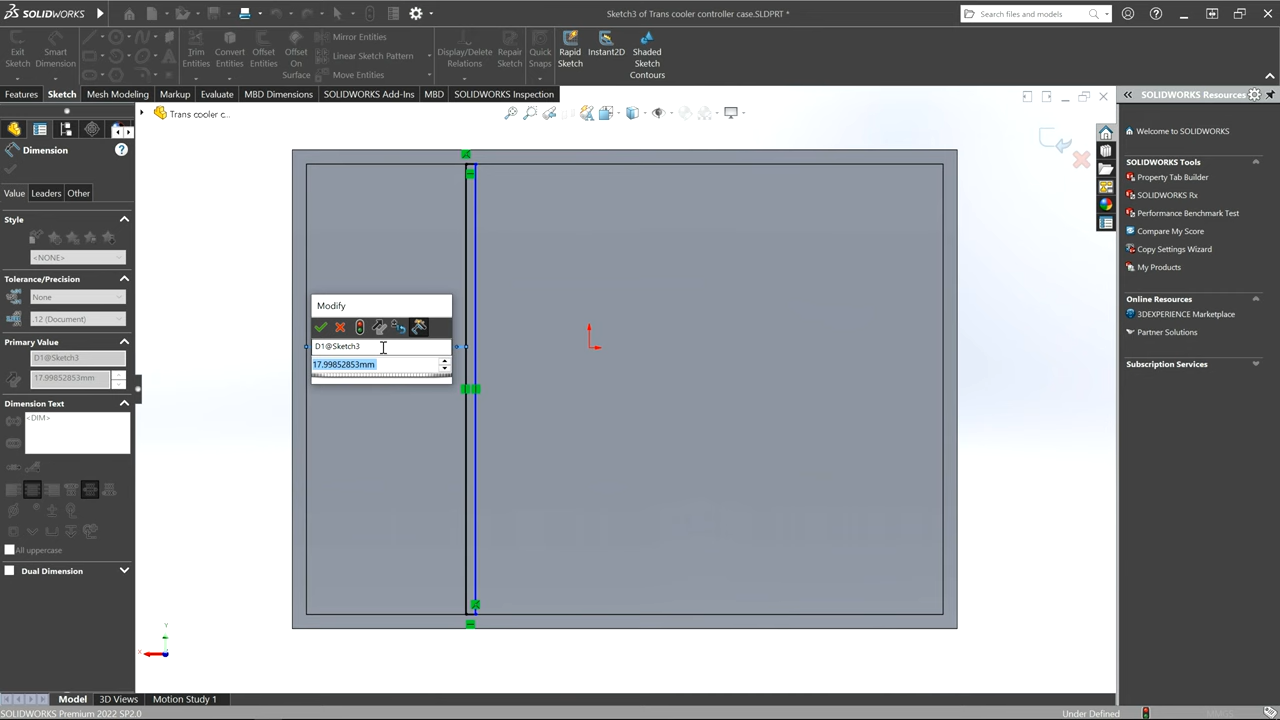 SOLIDWORKS
Sketch3 of Trans cooler controller case.SLDPRT *
Search files and models
Exit Sketch
Smart Dimension
Trim Entities
Convert Entities
Offset Entities
Offset On Surface
Mirror Entities
Linear Sketch Pattern
Move Entities
Display/Delete Relations
Repair Sketch
Quick Snaps
Rapid Sketch
Instant2D
Shaded Sketch Contours
Features
Sketch
Mesh Modeling
Markup
Evaluate
MBD Dimensions
SOLIDWORKS Add-Ins
MBD
SOLIDWORKS Inspection
Trans cooler c...
Dimension
Value
Leaders
Other
Style
<NONE>
Tolerance/Precision
None
.12 (Document)
Primary Value
D1@Sketch3
17.99852853mm
Dimension Text
<DIM>
All uppercase
Dual Dimension
Modify
D1@Sketch3
17.99852853mm
Y
X
SOLIDWORKS Resources
Welcome to SOLIDWORKS
SOLIDWORKS Tools
Property Tab Builder
SOLIDWORKS Rx
Performance Benchmark Test
Compare My Score
Copy Settings Wizard
My Products
Online Resources
3DEXPERIENCE Marketplace
Partner Solutions
Subscription Services
Model
3D Views
Motion Study 1
SOLIDWORKS Premium 2022 SP2.0
Under Defined
MMGS